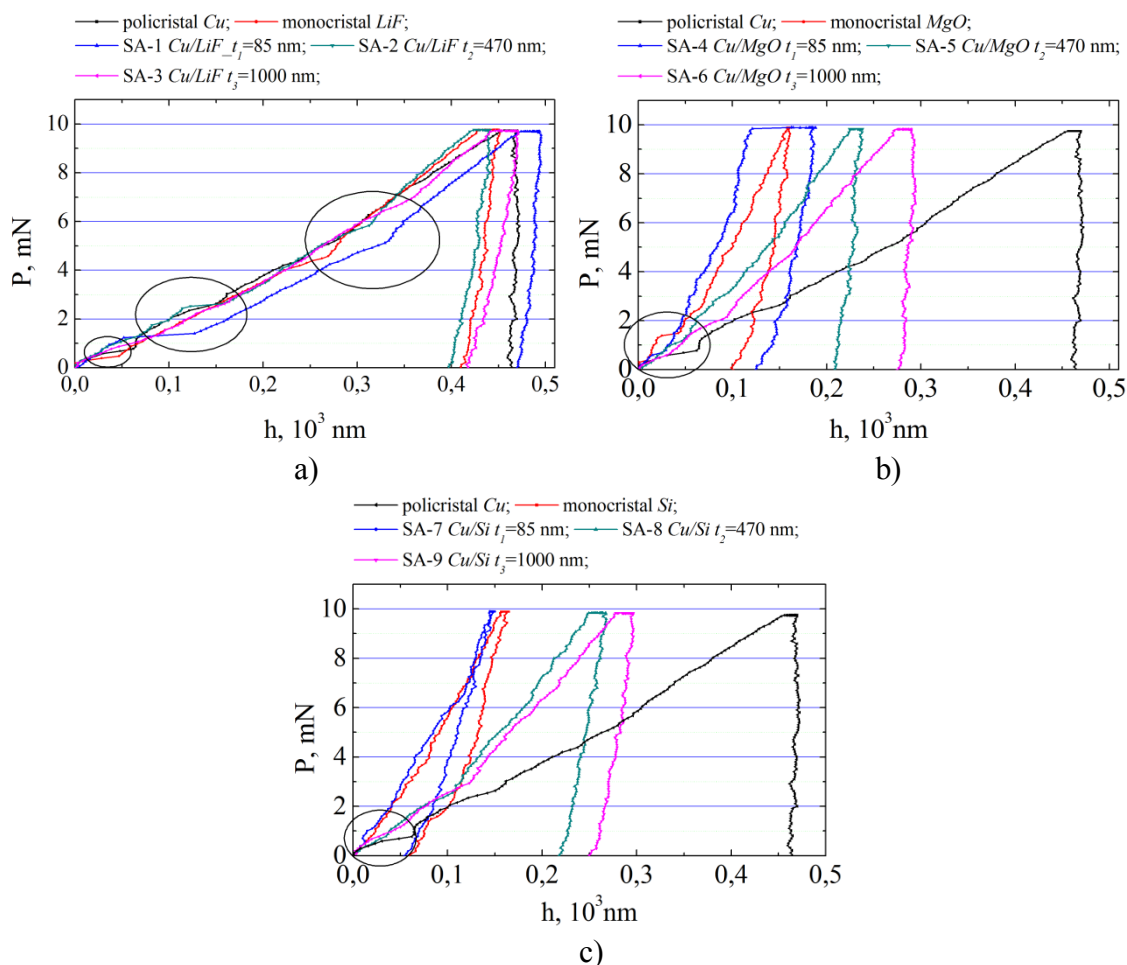 policristal Cu; monocristal LiF;
SA-1 Cu/LiF_t1=85 nm; SA-2 Cu/LiF t2=470 nm;
SA-3 Cu/LiF t3=1000 nm;
10
8
6
4
2
0
P, mN
0,0 0,1 0,2 0,3 0,4 0,5
h, 10³ nm
a)
policristal Cu; monocristal MgO;
SA-4 Cu/MgO t1=85 nm; SA-5 Cu/MgO t2=470 nm;
SA-6 Cu/MgO t3=1000 nm;
10
8
6
4
2
0
P, mN
0,0 0,1 0,2 0,3 0,4 0,5
h, 10³nm
b)
policristal Cu; monocristal Si;
SA-7 Cu/Si t1=85 nm; SA-8 Cu/Si t2=470 nm;
SA-9 Cu/Si t3=1000 nm;
10
8
6
4
2
0
P, mN
0,0 0,1 0,2 0,3 0,4 0,5
h, 10³nm
c)